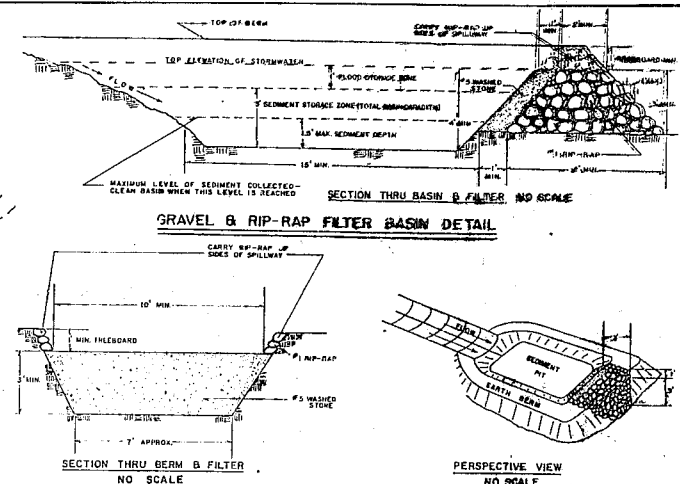 TOP OF BERM
CARRY RIP-RAP UP
SIDES OF SPILLWAY
1'
MIN.
TOP ELEVATION OF STORMWATER
FLOW
FLOOD STORAGE ZONE
#5 WASHED
STONE
3' SEDIMENT STORAGE ZONE (TOTAL
1.5' MAX. SEDIMENT DEPTH
4' MIN.
15' MIN.
1'
MIN.
#1 RIP-RAP
MAXIMUM LEVEL OF SEDIMENT COLLECTED-
CLEAN BASIN WHEN THIS LEVEL IS REACHED
SECTION THRU BASIN & FILTER NO SCALE
GRAVEL & RIP-RAP FILTER BASIN DETAIL
CARRY RIP-RAP UP
SIDES OF SPILLWAY
10' MIN.
MIN. FREEBOARD
#1 RIP-RAP
3' MIN.
#5 WASHED
STONE
7' APPROX.
SECTION THRU BERM & FILTER
NO SCALE
FLOW
SEDIMENT
PIT
EARTH BERM
PERSPECTIVE VIEW
NO SCALE